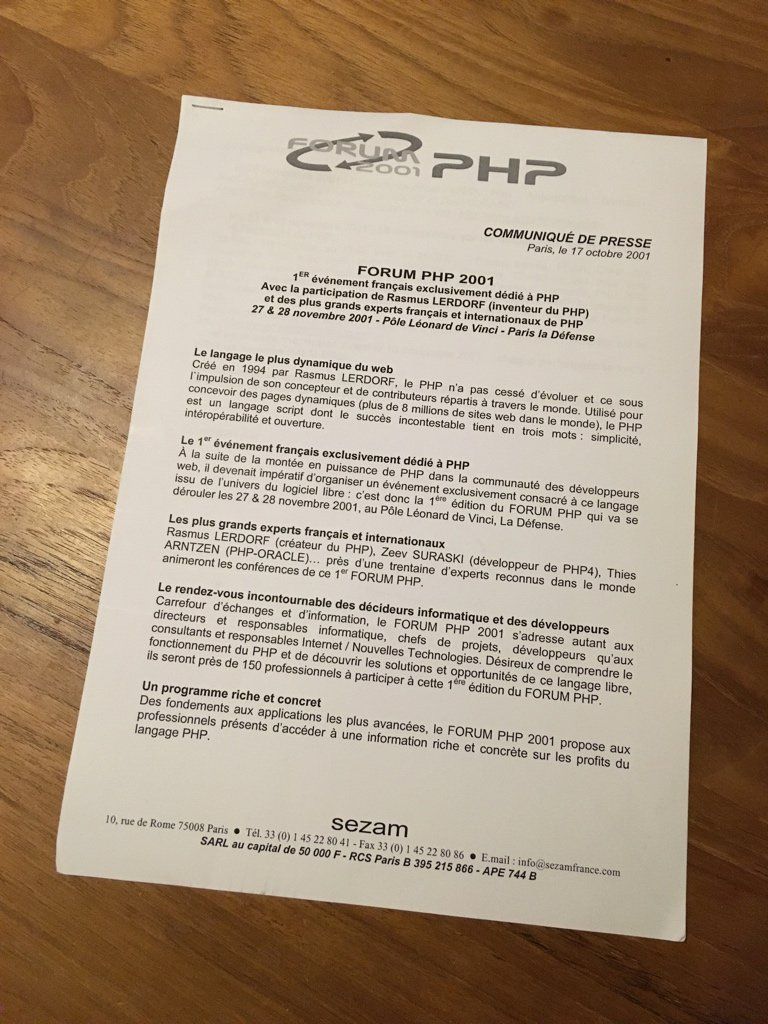 FORUM
2001 PHP
COMMUNIQUÉ DE PRESSE
Paris, le 17 octobre 2001
FORUM PHP 2001
1ER événement français exclusivement dédié à PHP
Avec la participation de Rasmus LERDORF (inventeur du PHP)
et des plus grands experts français et internationaux de PHP
27 & 28 novembre 2001 - Pôle Léonard de Vinci - Paris la Défense
Le langage le plus dynamique du web
Créé en 1994 par Rasmus LERDORF, le PHP n'a pas cessé d'évoluer et ce sous
l'impulsion de son concepteur et de contributeurs répartis à travers le monde. Utilisé pour
concevoir des pages dynamiques (plus de 8 millions de sites web dans le monde), le PHP
est un langage script dont le succès incontestable tient en trois mots : simplicité,
intéropérabilité et ouverture.
Le 1er événement français exclusivement dédié à PHP
À la suite de la montée en puissance de PHP dans la communauté des développeurs
web, il devenait impératif d'organiser un événement exclusivement consacré à ce langage
issu de l'univers du logiciel libre : c'est donc la 1ère édition du FORUM PHP qui va se
dérouler les 27 & 28 novembre 2001, au Pôle Léonard de Vinci, La Défense.
Les plus grands experts français et internationaux
Rasmus LERDORF (créateur du PHP), Zeev SURASKI (développeur de PHP4), Thies
ARNTZEN (PHP-ORACLE)… près d'une trentaine d'experts reconnus dans le monde
animeront les conférences de ce 1er FORUM PHP.
Le rendez-vous incontournable des décideurs informatique et des développeurs
Carrefour d'échanges et d'information, le FORUM PHP 2001 s'adresse autant aux
directeurs et responsables informatique, chefs de projets, développeurs qu'aux
consultants et responsables Internet / Nouvelles Technologies. Désireux de comprendre le
fonctionnement du PHP et de découvrir les solutions et opportunités de ce langage libre,
ils seront près de 150 professionnels à participer à cette 1ère édition du FORUM PHP.
Un programme riche et concret
Des fondements aux applications les plus avancées, le FORUM PHP 2001 propose aux
professionnels présents d'accéder à une information riche et concrète sur les profits du
langage PHP.
sezam
10, rue de Rome 75008 Paris ● Tél. 33 (0) 1 45 22 80 41 - Fax 33 (0) 1 45 22 80 86 ● E.mail : info@sezamfrance.com
SARL au capital de 50 000 F - RCS Paris B 395 215 866 - APE 744 B